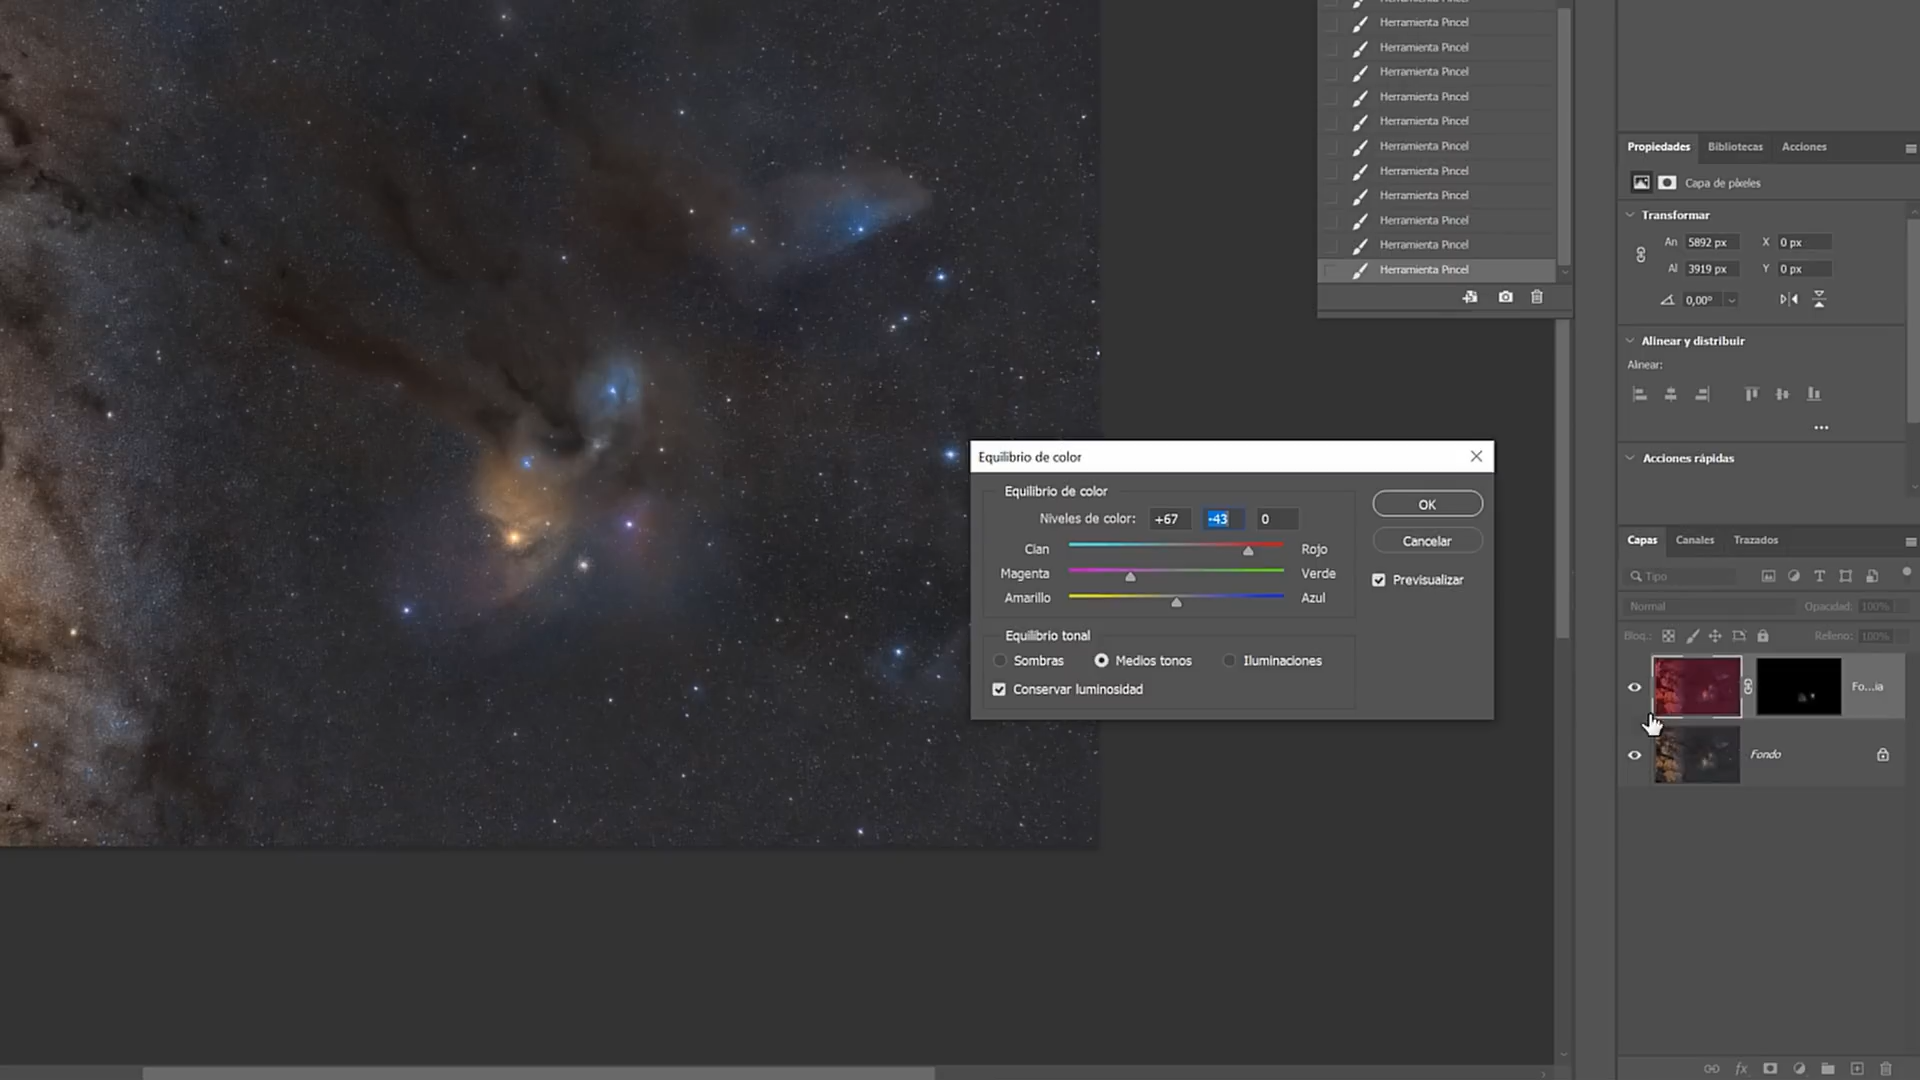 Herramienta Pincel
Herramienta Pincel
Herramienta Pincel
Herramienta Pincel
Herramienta Pincel
Herramienta Pincel
Herramienta Pincel
Herramienta Pincel
Herramienta Pincel
Herramienta Pincel
Herramienta Pincel
Propiedades Bibliotecas Acciones
Capa de píxeles
Transformar
An 5892 px X 0 px
Al 3919 px Y 0 px
0,00°
Alinear y distribuir
Alinear:
Acciones rápidas
Equilibrio de color
Equilibrio de color
Niveles de color: +67 -43 0
Cian Rojo
Magenta Verde
Amarillo Azul
OK
Cancelar
Previsualizar
Equilibrio tonal
Sombras Medios tonos Iluminaciones
Conservar luminosidad
Capas Canales Trazados
Tipo
Normal Opacidad: 100%
Bloq.: Relleno: 100%
Fo...ia
Fondo
fx